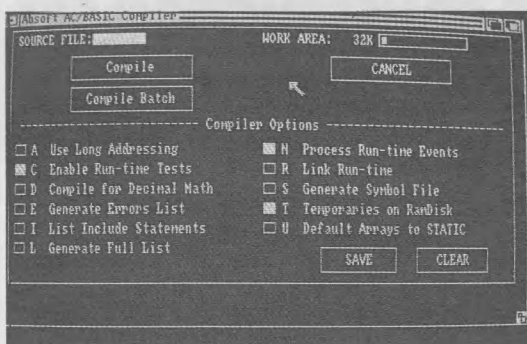 Absoft AC/BASIC Compiler
SOURCE FILE:
WORK AREA: 32K
Compile
CANCEL
Compile Batch
Compiler Options
A Use Long Addressing
C Enable Run-time Tests
D Compile for Decimal Math
E Generate Errors List
I List Include Statements
L Generate Full List
N Process Run-time Events
R Link Run-time
S Generate Symbol File
T Temporaries on RamDisk
U Default Arrays to STATIC
SAVE
CLEAR